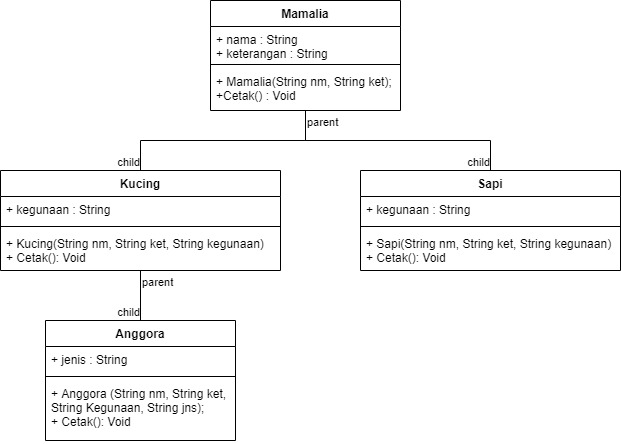 Mamalia
+ nama : String
+ keterangan : String
+ Mamalia(String nm, String ket);
+Cetak() : Void
parent
child
child
Kucing
+ kegunaan : String
+ Kucing(String nm, String ket, String kegunaan)
+ Cetak(): Void
Sapi
+ kegunaan : String
+ Sapi(String nm, String ket, String kegunaan)
+ Cetak(): Void
parent
child
Anggora
+ jenis : String
+ Anggora (String nm, String ket,
String Kegunaan, String jns);
+ Cetak(): Void